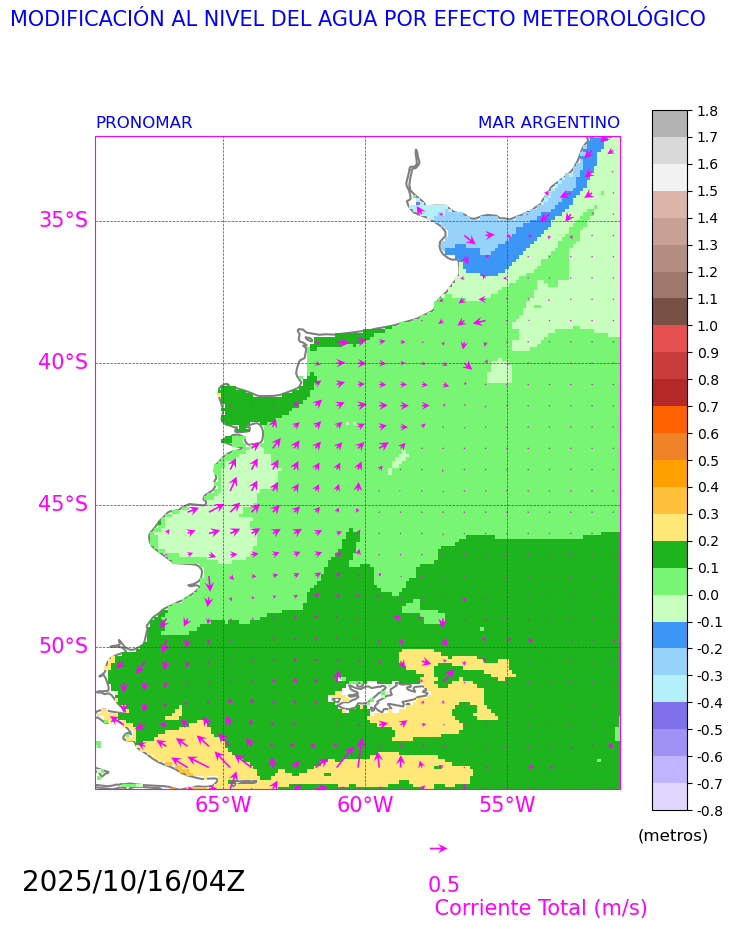 MODIFICACIÓN AL NIVEL DEL AGUA POR EFECTO METEOROLÓGICO
PRONOMAR
MAR ARGENTINO
35°S
40°S
45°S
50°S
65°W
60°W
55°W
1.8
1.7
1.6
1.5
1.4
1.3
1.2
1.1
1.0
0.9
0.8
0.7
0.6
0.5
0.4
0.3
0.2
0.1
0.0
-0.1
-0.2
-0.3
-0.4
-0.5
-0.6
-0.7
-0.8
(metros)
2025/10/16/04Z
0.5
Corriente Total (m/s)